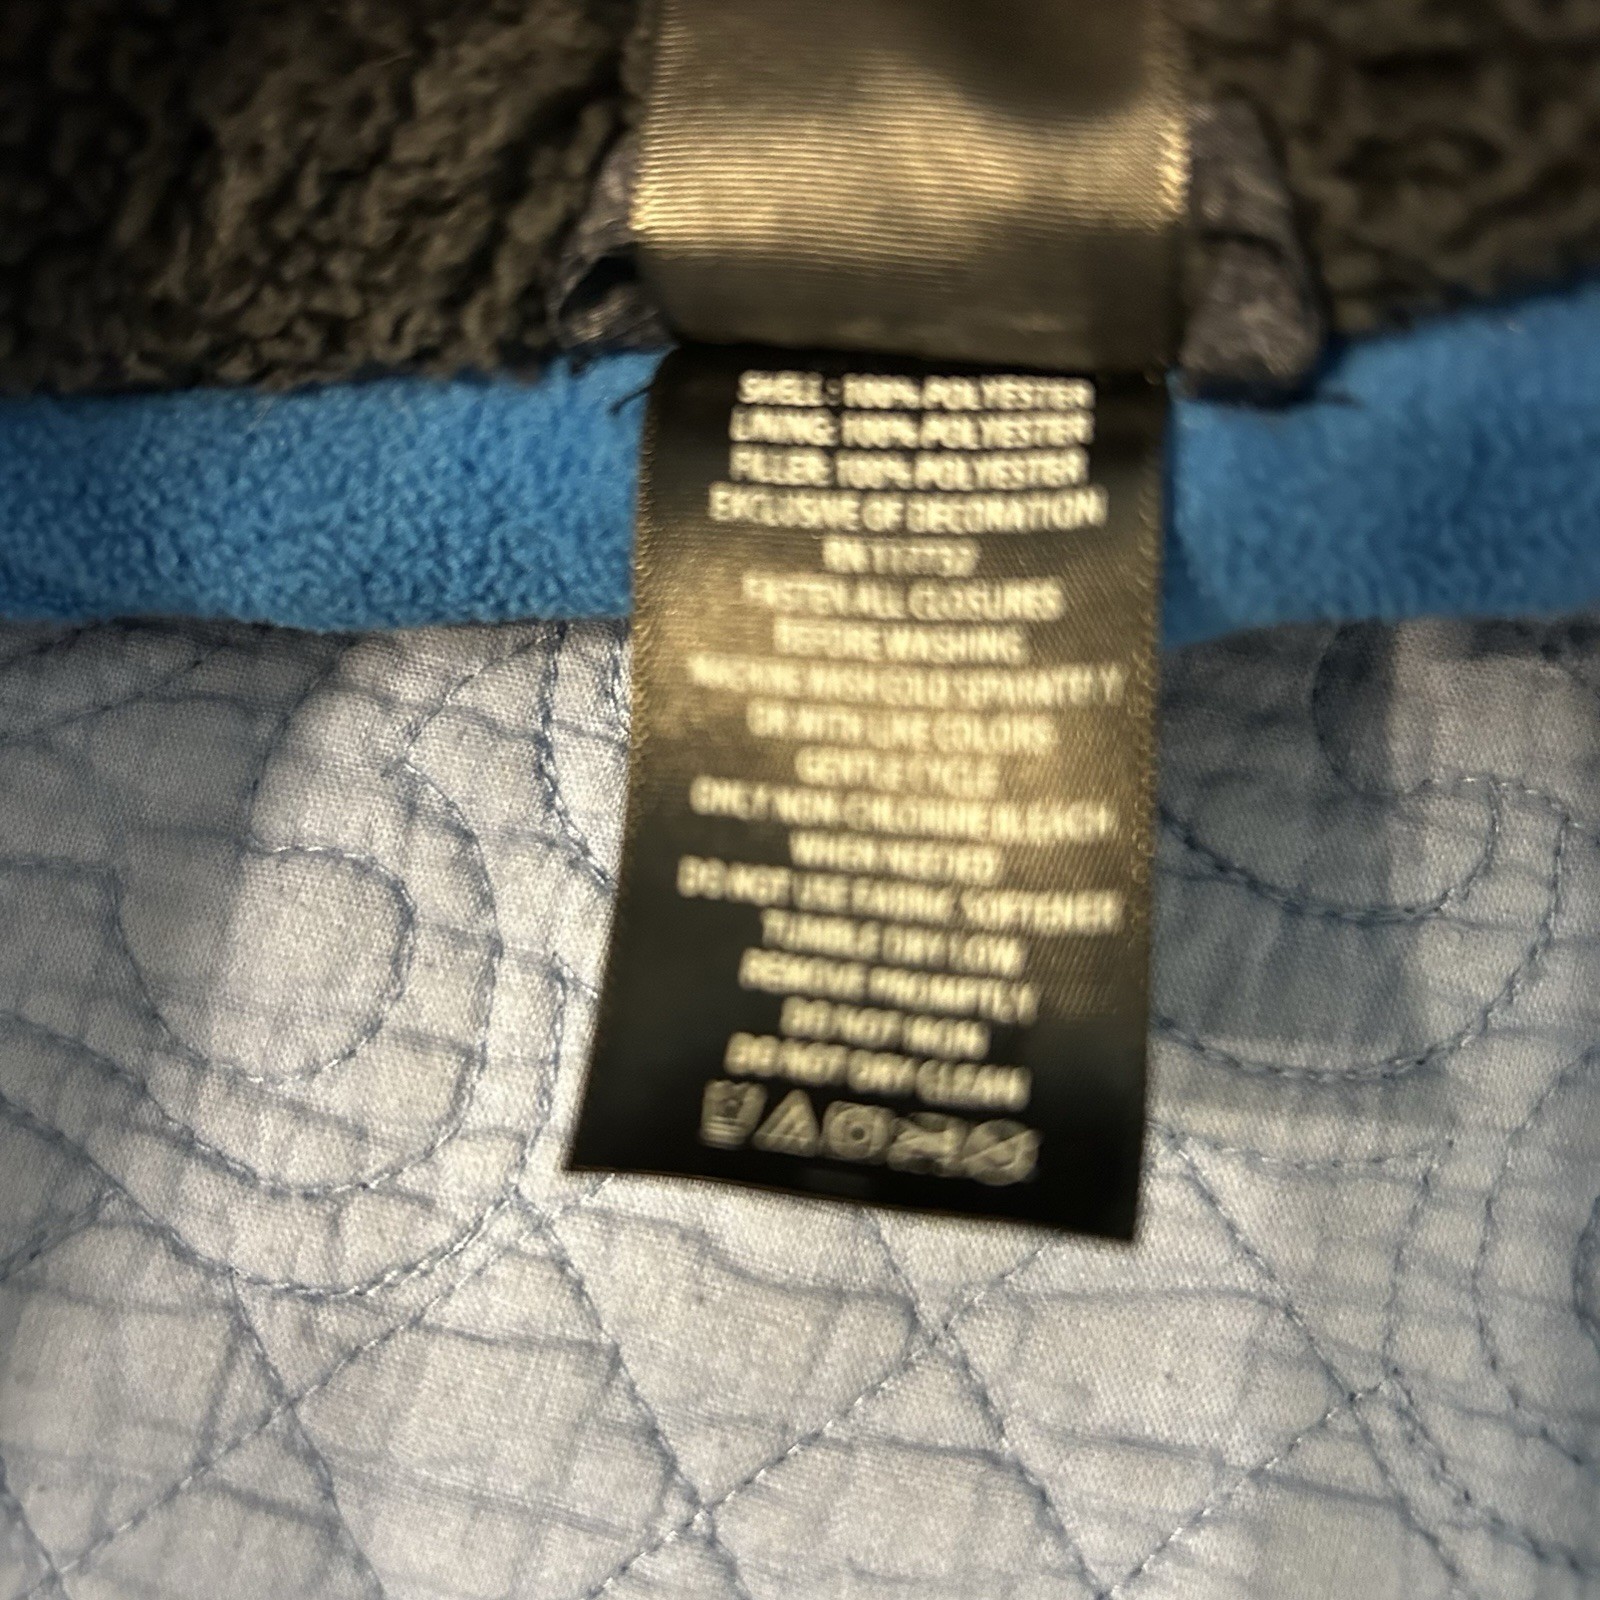 SHELL: 100% POLYESTER
LINING: 100% POLYESTER
FILLER: 100% POLYESTER
EXCLUSIVE OF DECORATION
RN 117732
FASTEN ALL CLOSURES
BEFORE WASHING
MACHINE WASH COLD SEPARATELY
OR WITH LIKE COLORS
GENTLE CYCLE
ONLY NON-CHLORINE BLEACH
WHEN NEEDED
DO NOT USE FABRIC SOFTENER
TUMBLE DRY LOW
REMOVE PROMPTLY
DO NOT IRON
DO NOT DRY CLEAN